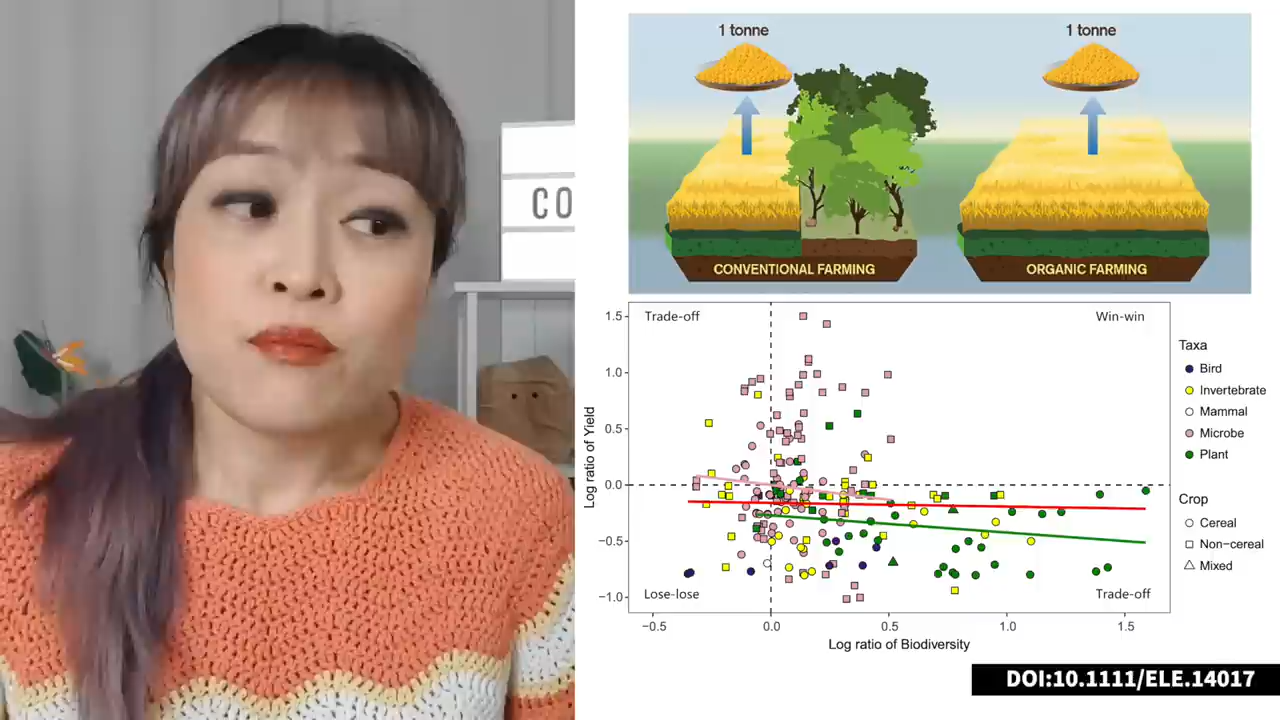 CO
1 tonne
1 tonne
CONVENTIONAL FARMING
ORGANIC FARMING
Log ratio of Yield
1.5
1.0
0.5
0.0
−0.5
−1.0
Trade-off
Win-win
Lose-lose
Trade-off
−0.5
0.0
0.5
1.0
1.5
Log ratio of Biodiversity
Taxa
Bird
Invertebrate
Mammal
Microbe
Plant
Crop
Cereal
Non-cereal
Mixed
DOI:10.1111/ELE.14017